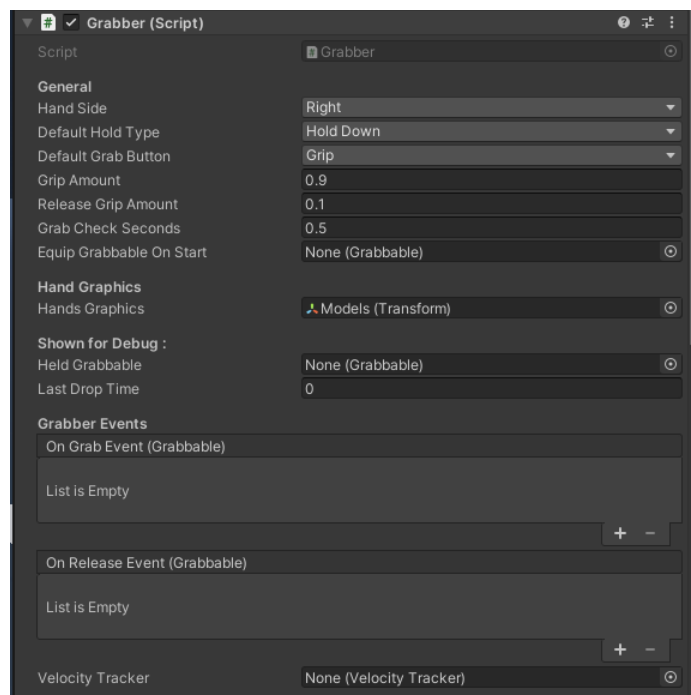 Grabber (Script)
Script Grabber
General
Hand Side Right
Default Hold Type Hold Down
Default Grab Button Grip
Grip Amount 0.9
Release Grip Amount 0.1
Grab Check Seconds 0.5
Equip Grabbable On Start None (Grabbable)
Hand Graphics
Hands Graphics Models (Transform)
Shown for Debug :
Held Grabbable None (Grabbable)
Last Drop Time 0
Grabber Events
On Grab Event (Grabbable)
List is Empty
+ −
On Release Event (Grabbable)
List is Empty
+ −
Velocity Tracker None (Velocity Tracker)